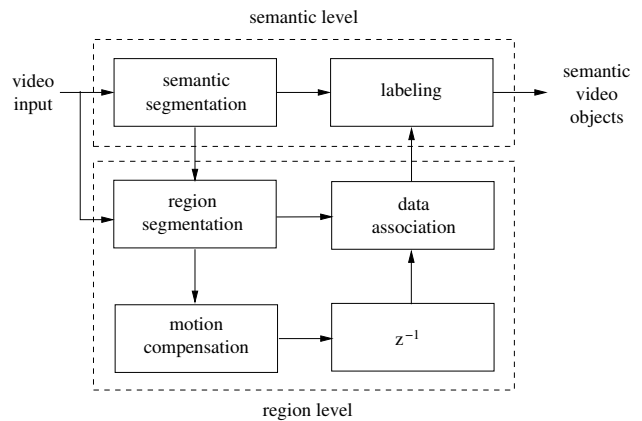 semantic level
video
input
semantic
segmentation
labeling
semantic
video
objects
region
segmentation
data
association
motion
compensation
z⁻¹
region level